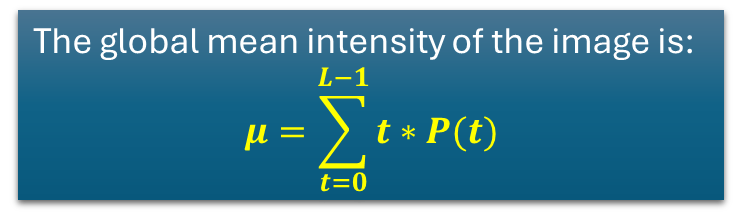 The global mean intensity of the image is:
L−1
μ = ∑ t * P(t)
t=0